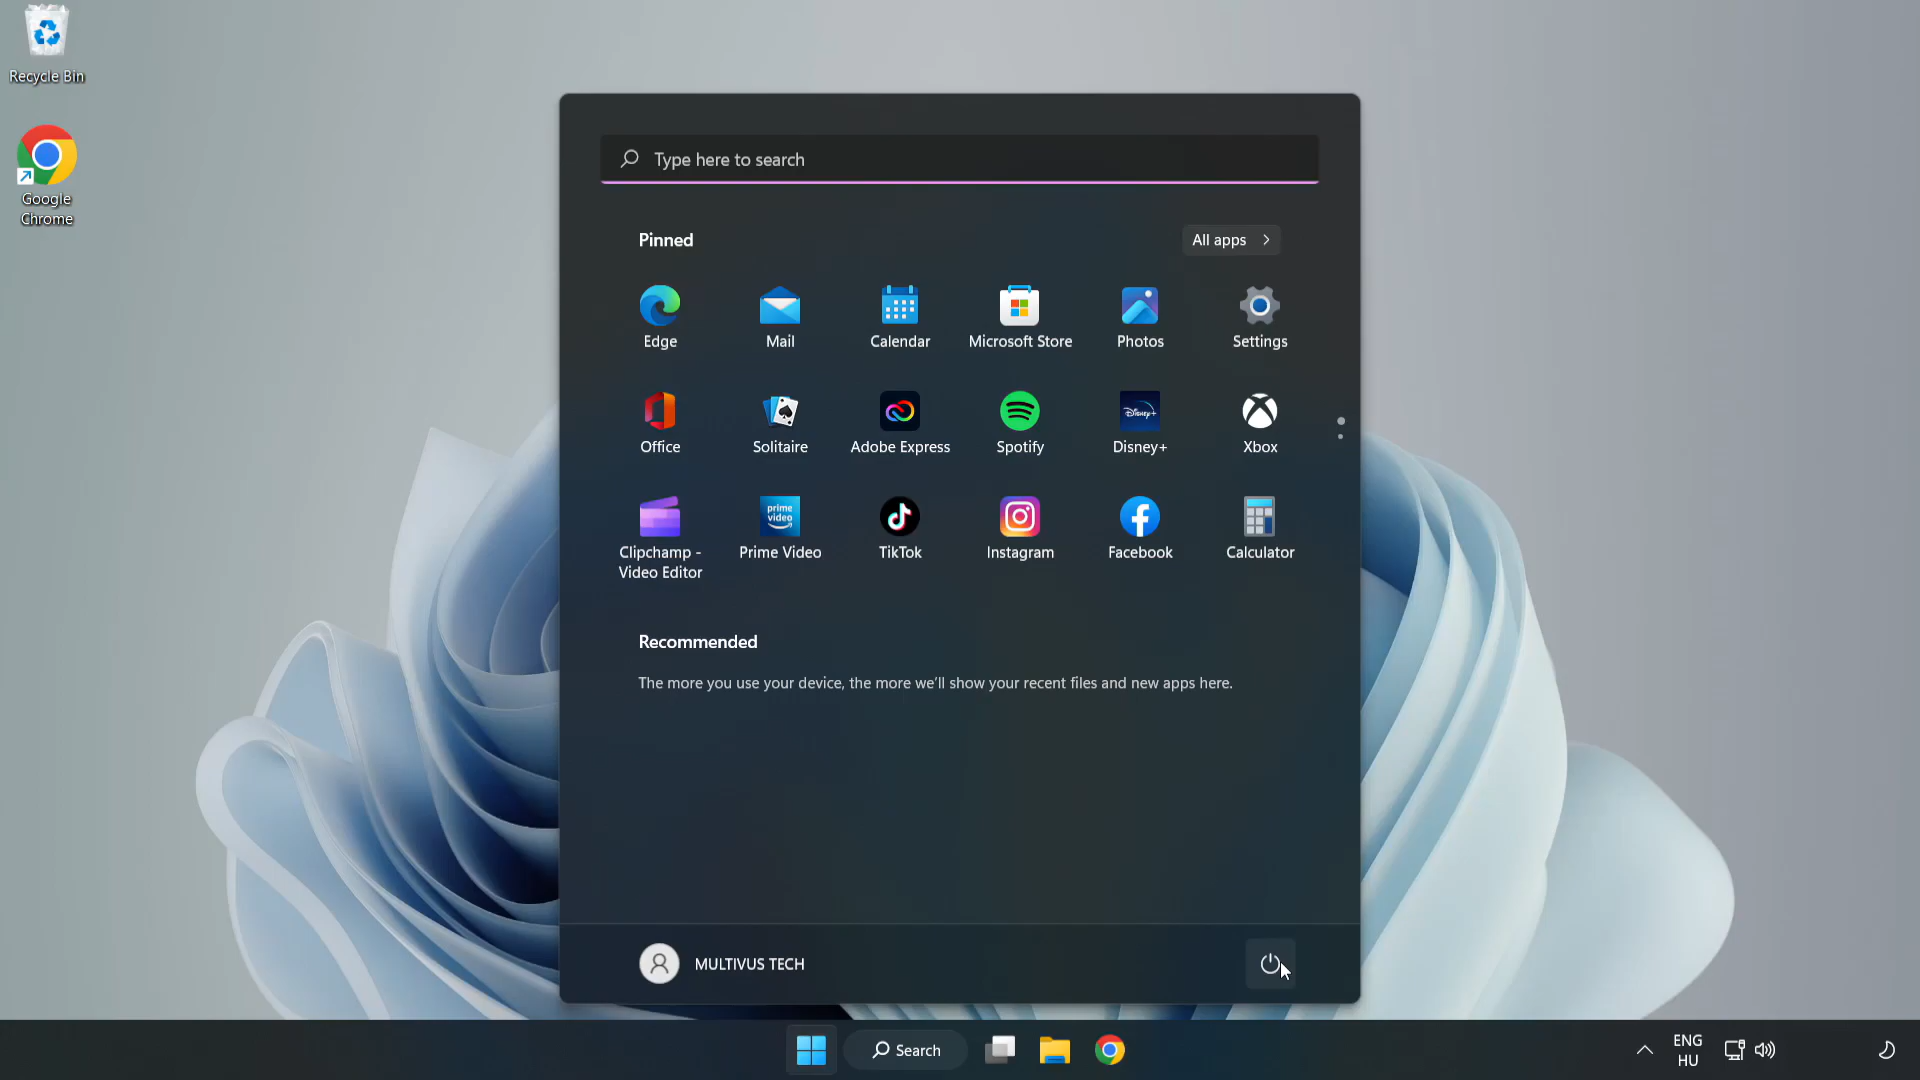 Recycle Bin
Google
Chrome
Type here to search
Pinned
All apps
Edge
Mail
Calendar
Microsoft Store
Photos
Settings
Office
Solitaire
Adobe Express
Spotify
Disney+
Xbox
Clipchamp -
Video Editor
prime
video
Prime Video
TikTok
Instagram
Facebook
Calculator
Disney+
Recommended
The more you use your device, the more we'll show your recent files and new apps here.
MULTIVUS TECH
Search
ENG
HU